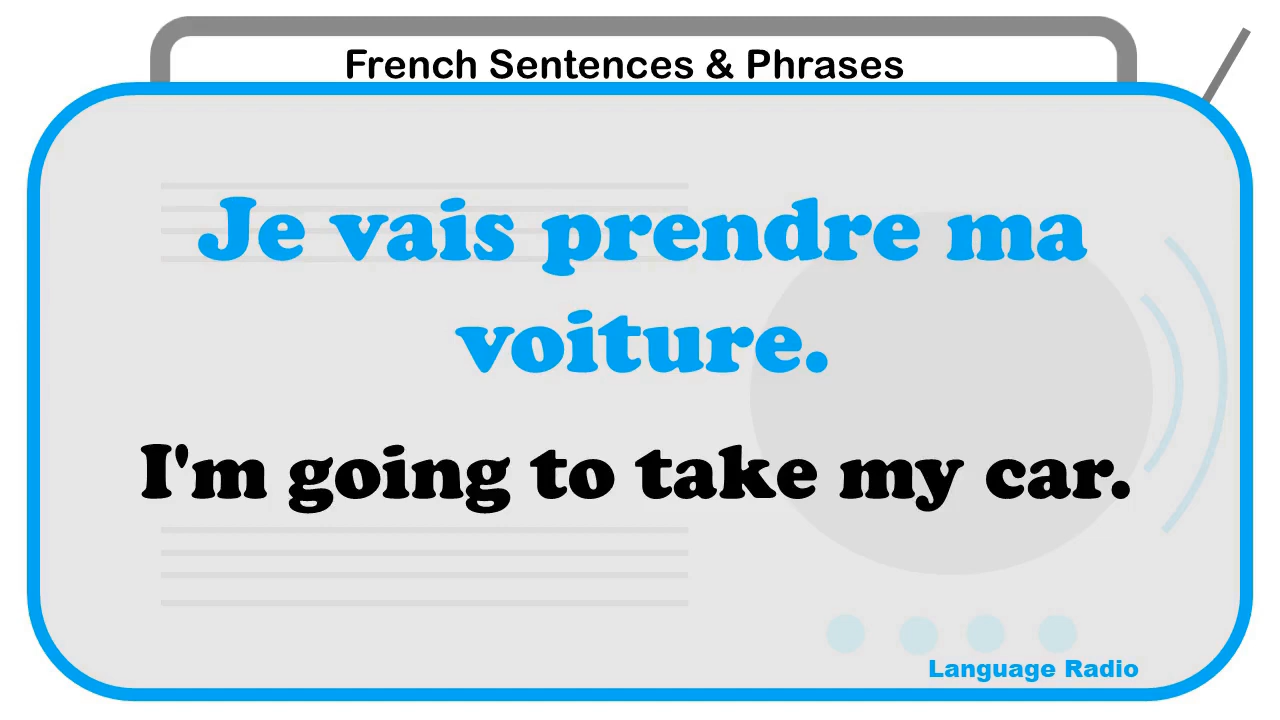 French Sentences & Phrases
Je vais prendre ma
voiture.
I'm going to take my car.
Language Radio